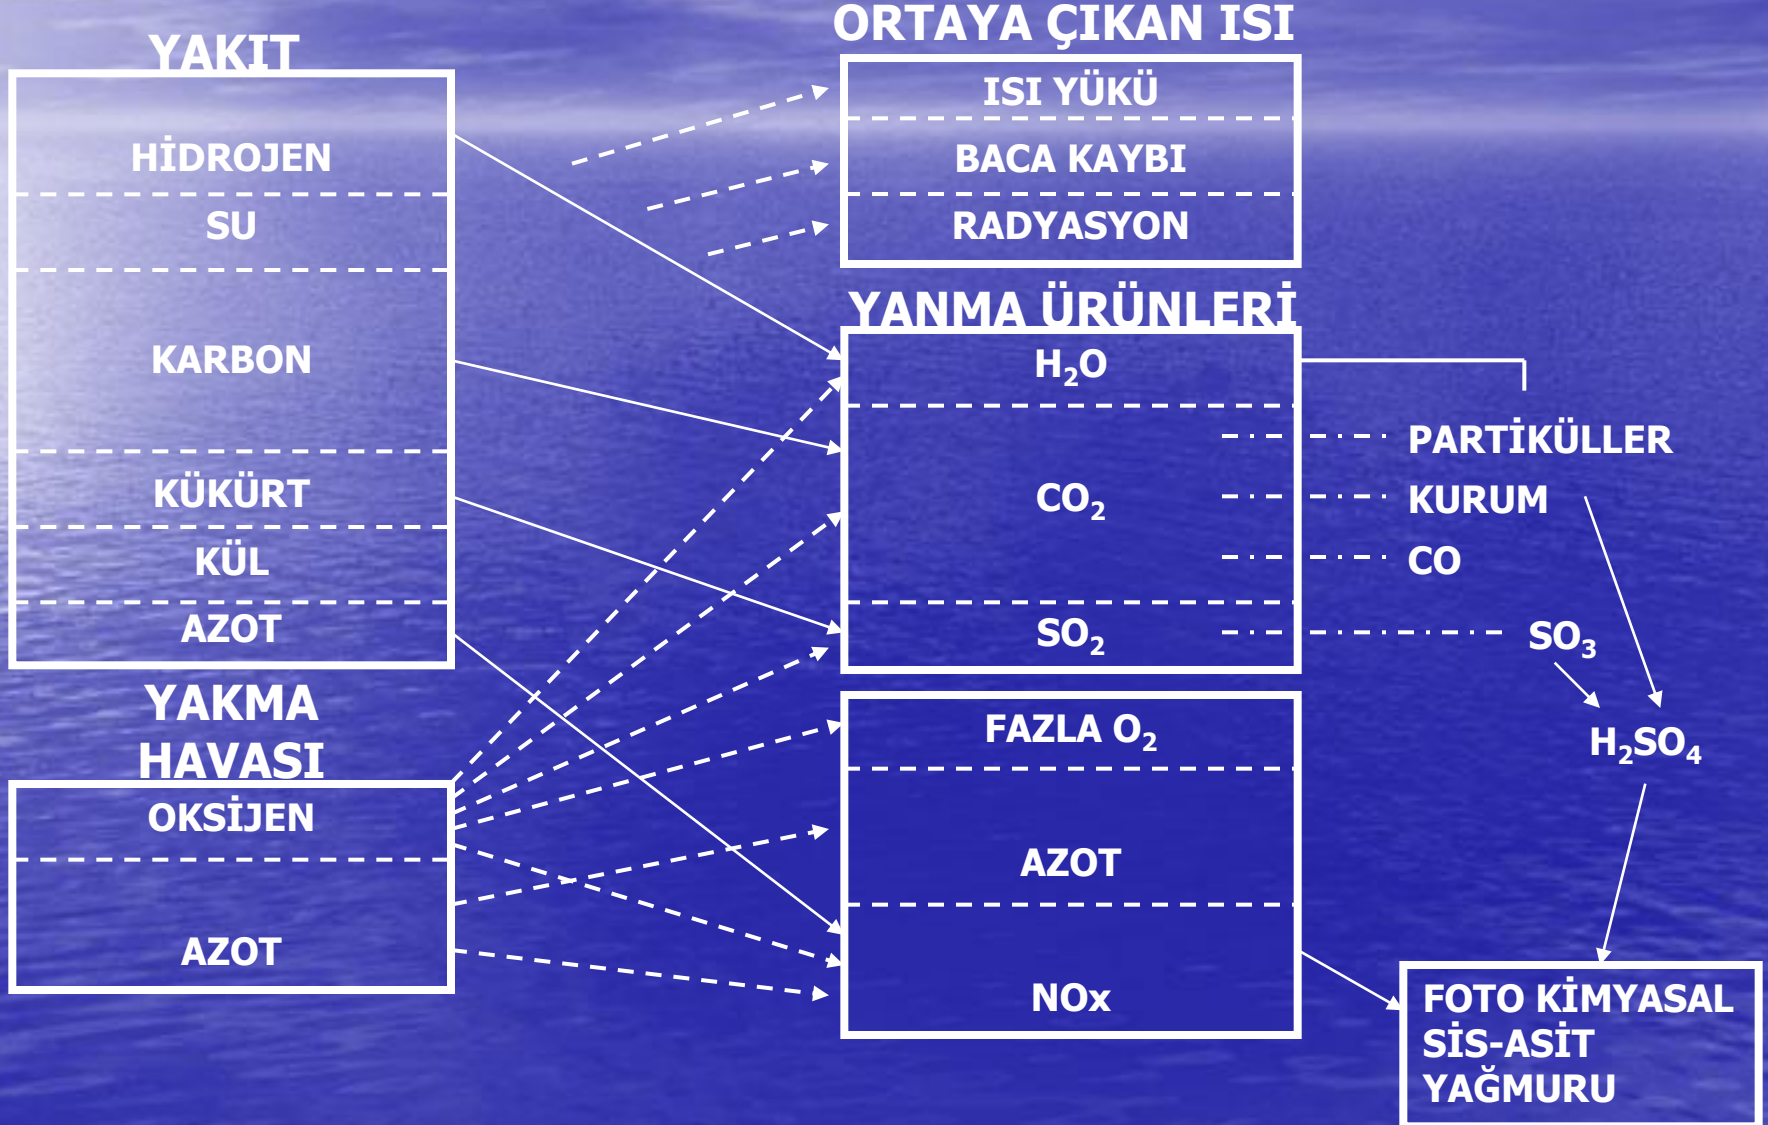 YAKIT
HİDROJEN
SU
KARBON
KÜKÜRT
KÜL
AZOT
YAKMA
HAVASI
OKSİJEN
AZOT
ORTAYA ÇIKAN ISI
ISI YÜKÜ
BACA KAYBI
RADYASYON
YANMA ÜRÜNLERİ
H₂O
CO₂
SO₂
FAZLA O₂
AZOT
NOx
PARTİKÜLLER
KURUM
CO
SO₃
H₂SO₄
FOTO KİMYASAL
SİS-ASİT
YAĞMURU